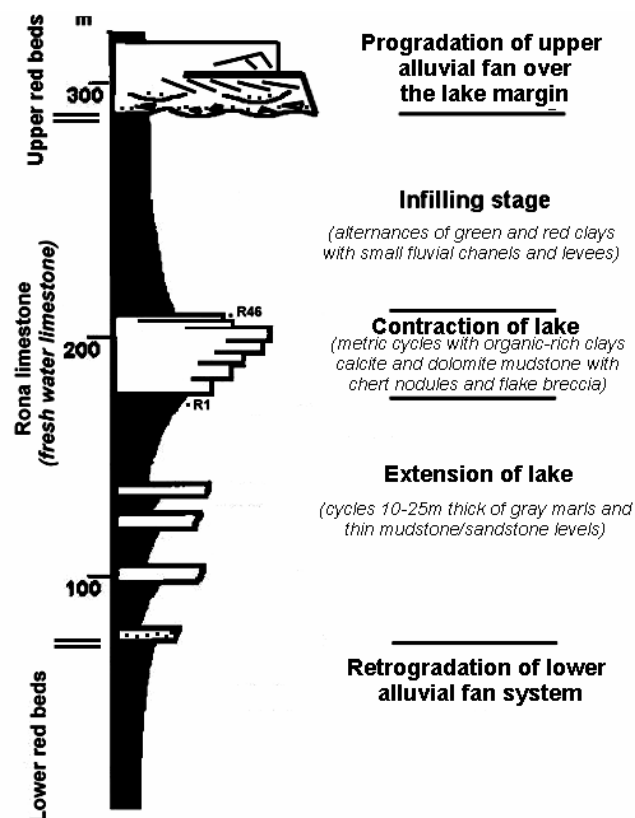 m
Upper red beds
300
Progradation of upper
alluvial fan over
the lake margin
Infilling stage
(alternances of green and red clays
with small fluvial chanels and levees)
Rona limestone
(fresh water limestone)
R46
200
Contraction of lake
(metric cycles with organic-rich clays
calcite and dolomite mudstone with
chert nodules and flake breccia)
R1
Extension of lake
(cycles 10-25m thick of gray marls and
thin mudstone/sandstone levels)
100
Retrogradation of lower
alluvial fan system
Lower red beds